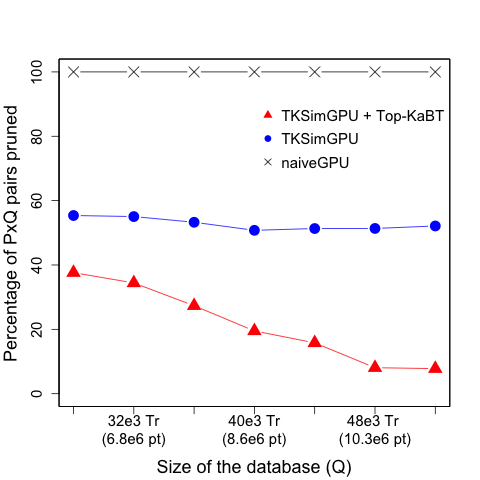 Percentage of PxQ pairs pruned
100
80
60
40
20
0
TKSimGPU + Top-KaBT
TKSimGPU
naiveGPU
32e3 Tr
(6.8e6 pt)
40e3 Tr
(8.6e6 pt)
48e3 Tr
(10.3e6 pt)
Size of the database (Q)